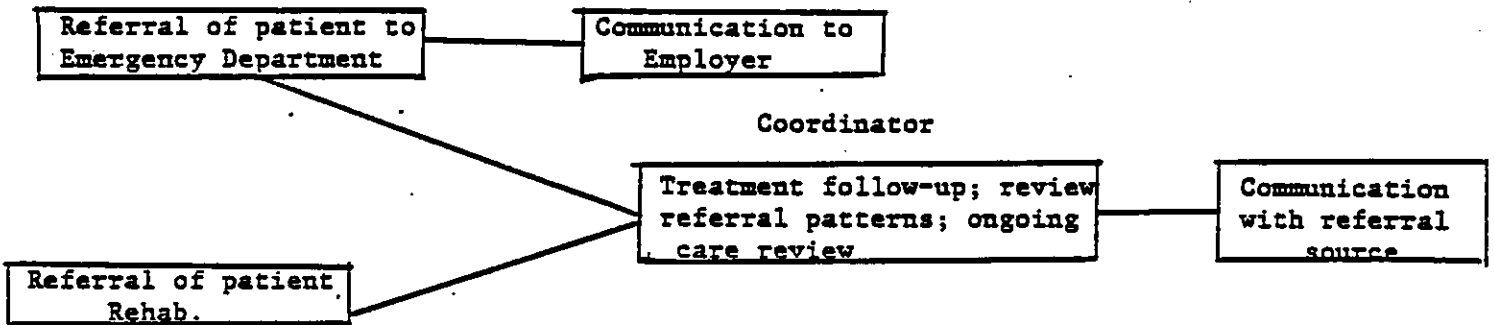 Referral of patient to
Emergency Department
Communication to
Employer
Coordinator
Treatment follow-up; review
referral patterns; ongoing
care review
Communication
with referral
source
Referral of patient
Rehab.